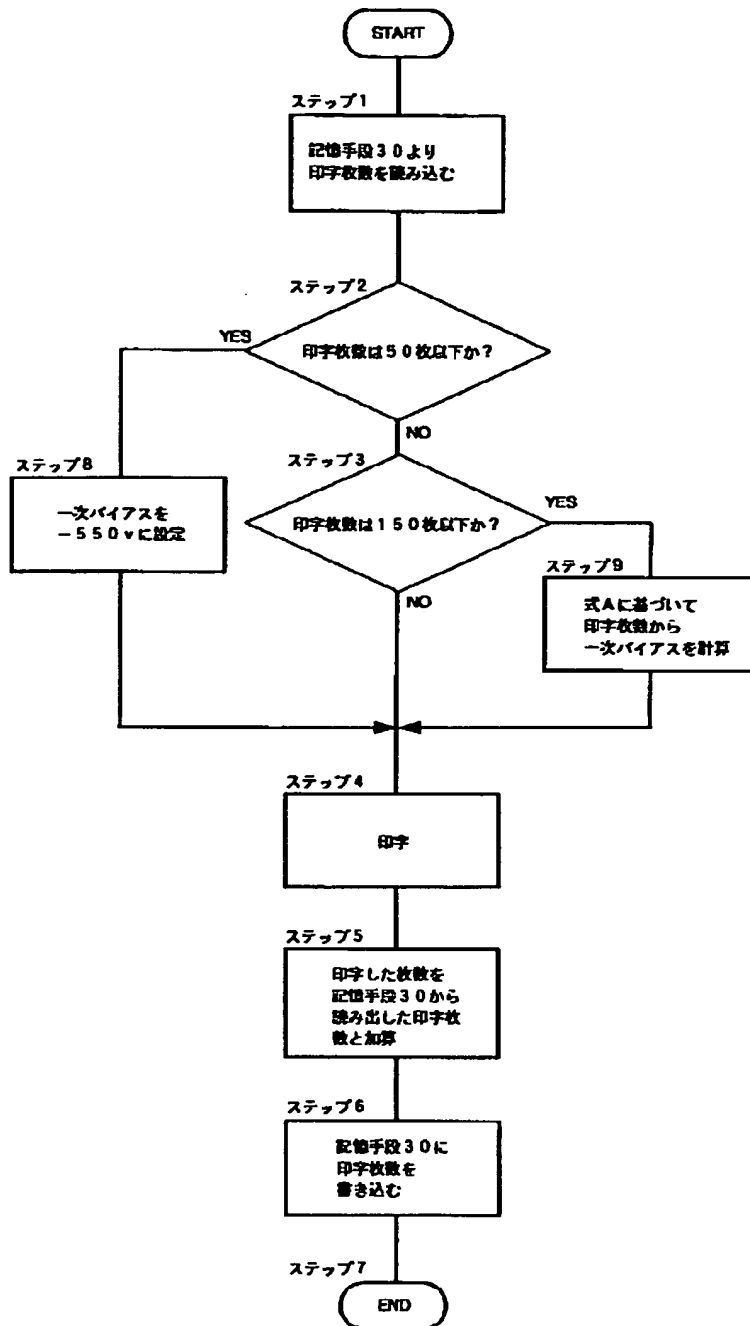 START
ステップ1
記憶手段30より
印字枚数を読み込む
ステップ2
YES
印字枚数は50枚以下か?
NO
ステップ8
一次バイアスを
-550vに設定
ステップ3
YES
印字枚数は150枚以下か?
NO
ステップ9
式Aに基づいて
印字枚数から
一次バイアスを計算
ステップ4
印字
ステップ5
印字した枚数を
記憶手段30から
読み出した印字枚
数と加算
ステップ6
記憶手段30に
印字枚数を
書き込む
ステップ7
END